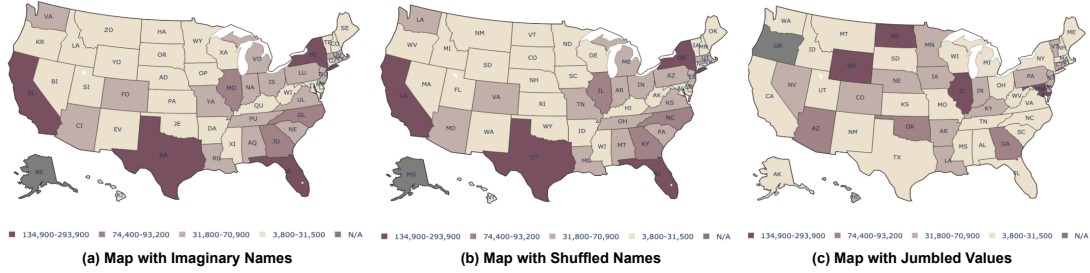 VA
KR
LA
ZO
HA
WY
XA
SE
YO
OP
VO
BI
SI
AD
PA
FO
YA
MO
NA
IS
LU
WI
UL
QU
PU
GL
CI
EV
JE
DA
XI
AQ
JU
NE
BE
134,900-293,900 74,400-93,200 31,800-70,900 3,800-31,500 N/A
(a) Map with Imaginary Names
LA
WV
MI
NM
VT
ND
DE
OK
SD
SC
ME
MA
FL
NH
RI
CA
VA
TN
IL
AR
IN
AZ
HI
KS
OH
NC
PA
MD
WA
WY
ID
CT
WI
MT
KY
MS
134,900-293,900 74,400-93,200 31,800-70,900 3,800-31,500 N/A
(b) Map with Shuffled Names
WA
OR
ID
MT
ND
MN
WI
MI
ME
NY
WY
SD
IA
NE
NV
UT
CO
KS
MO
IL
IN
OH
PA
WV
VA
KY
CA
AZ
NM
OK
AR
TN
NC
SC
TX
LA
MS
AL
GA
FL
AK
134,900-293,900 74,400-93,200 31,800-70,900 3,800-31,500 N/A
(c) Map with Jumbled Values